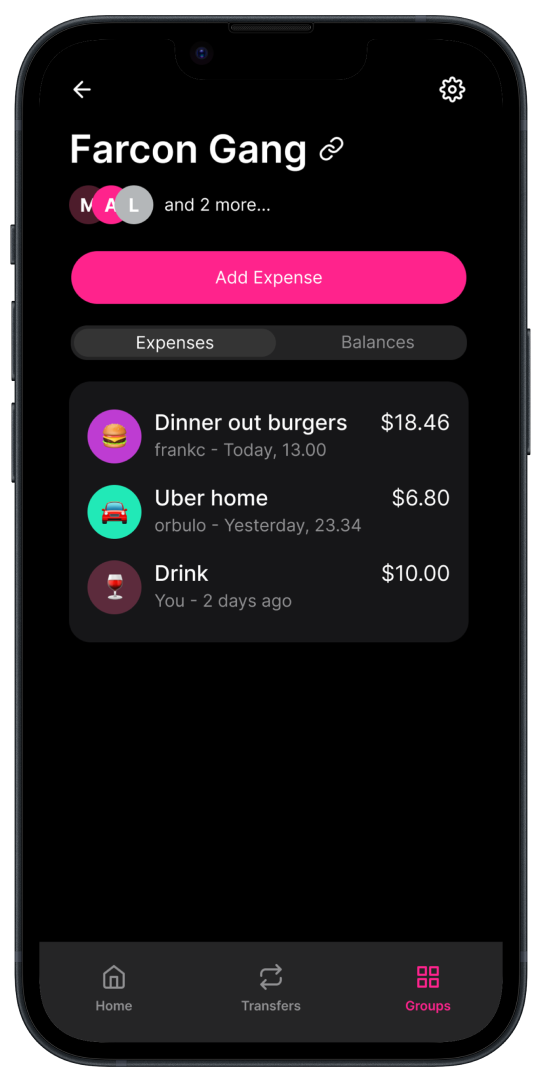 Farcon Gang
M A L and 2 more...
Add Expense
Expenses Balances
Dinner out burgers $18.46
frankc - Today, 13.00
Uber home $6.80
orbulo - Yesterday, 23.34
Drink $10.00
You - 2 days ago
Home Transfers Groups